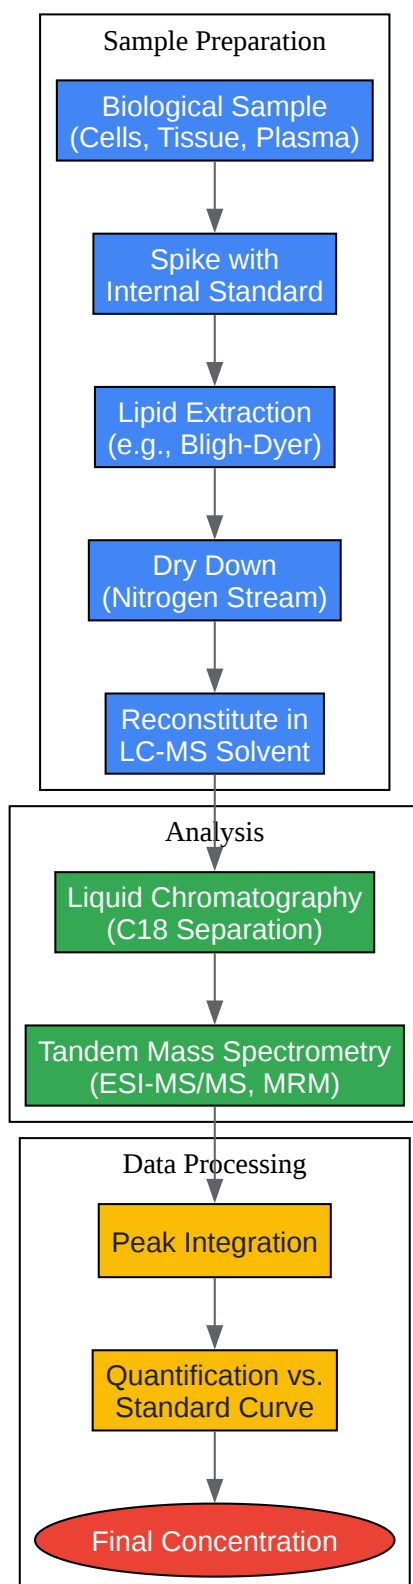 Sample Preparation
Biological Sample
(Cells, Tissue, Plasma)
Spike with
Internal Standard
Lipid Extraction
(e.g., Bligh-Dyer)
Dry Down
(Nitrogen Stream)
Reconstitute in
LC-MS Solvent
Analysis
Liquid Chromatography
(C18 Separation)
Tandem Mass Spectrometry
(ESI-MS/MS, MRM)
Data Processing
Peak Integration
Quantification vs.
Standard Curve
Final Concentration